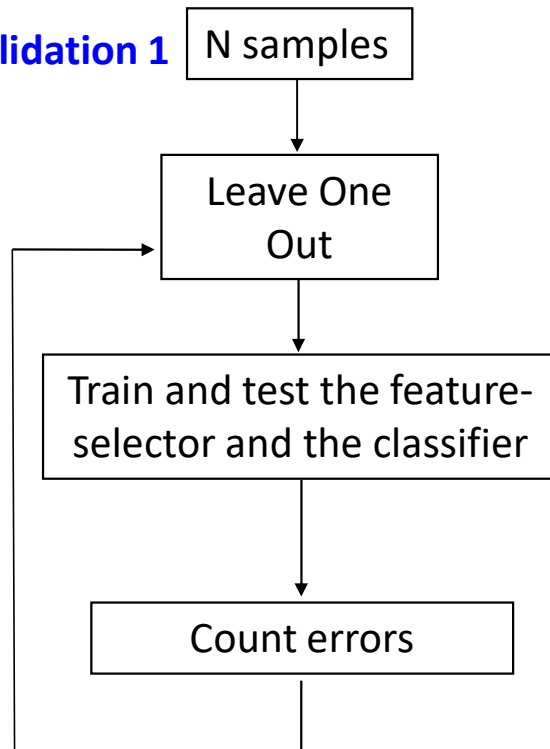 lidation 1
N samples
Leave One
Out
Train and test the feature-
selector and the classifier
Count errors